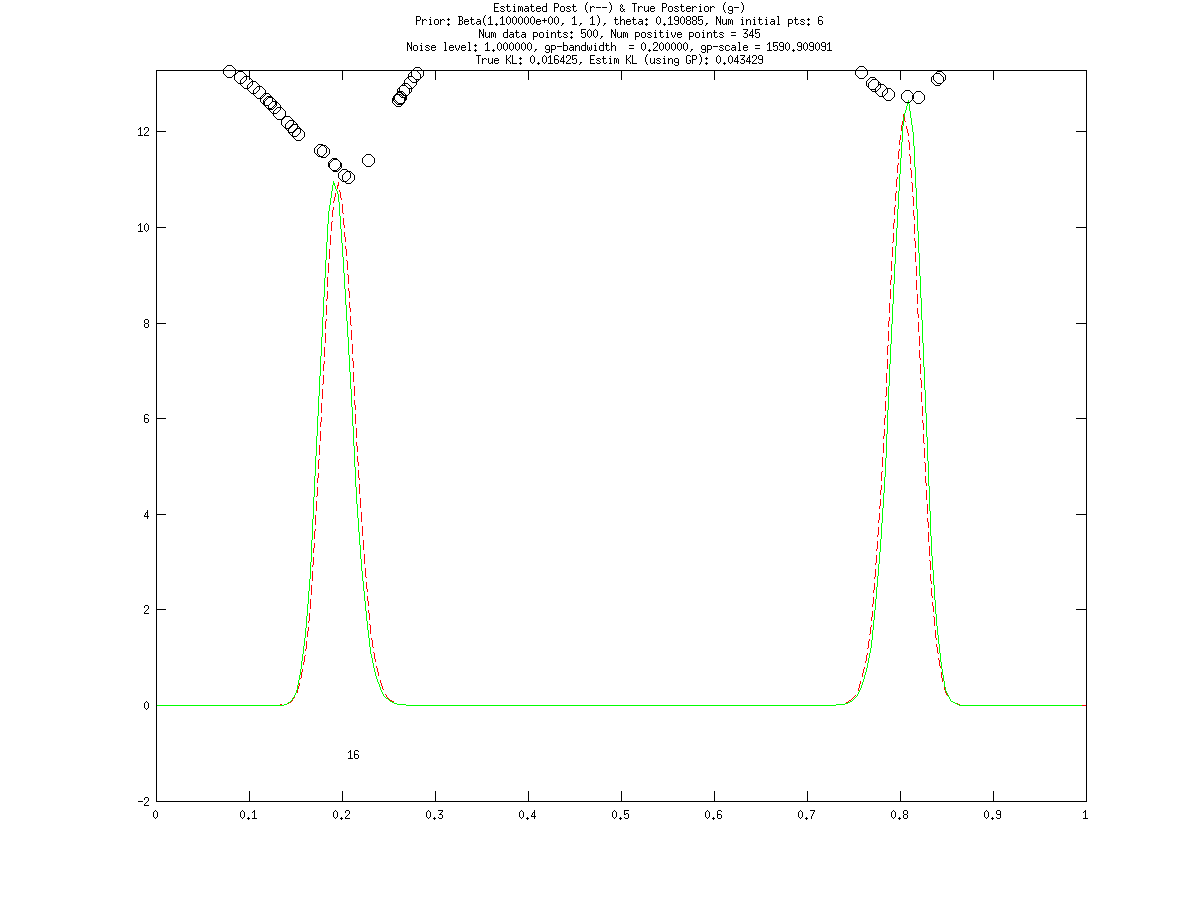 Estimated Post (r--) & True Posterior (g-)
Prior: Beta(1.100000e+00, 1, 1), theta: 0.190885, Num initial pts: 6
Num data points: 500, Num positive points = 345
Noise level: 1.000000, gp-bandwidth  = 0.200000, gp-scale = 1590.909091
True KL: 0.016425, Estim KL (using GP): 0.043429
12
10
8
6
4
2
0
16
-2
0 0.1 0.2 0.3 0.4 0.5 0.6 0.7 0.8 0.9 1